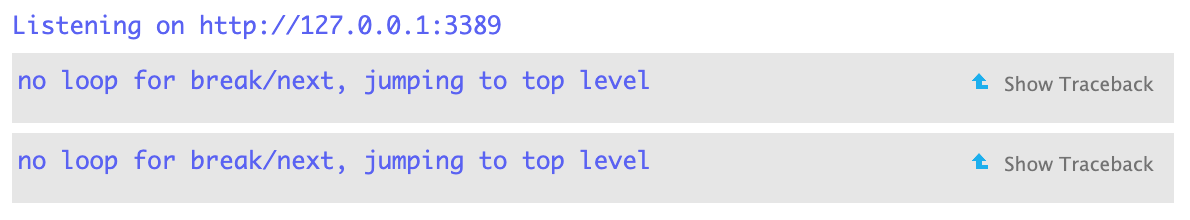 Listening on http://127.0.0.1:3389
no loop for break/next, jumping to top level
Show Traceback
no loop for break/next, jumping to top level
Show Traceback